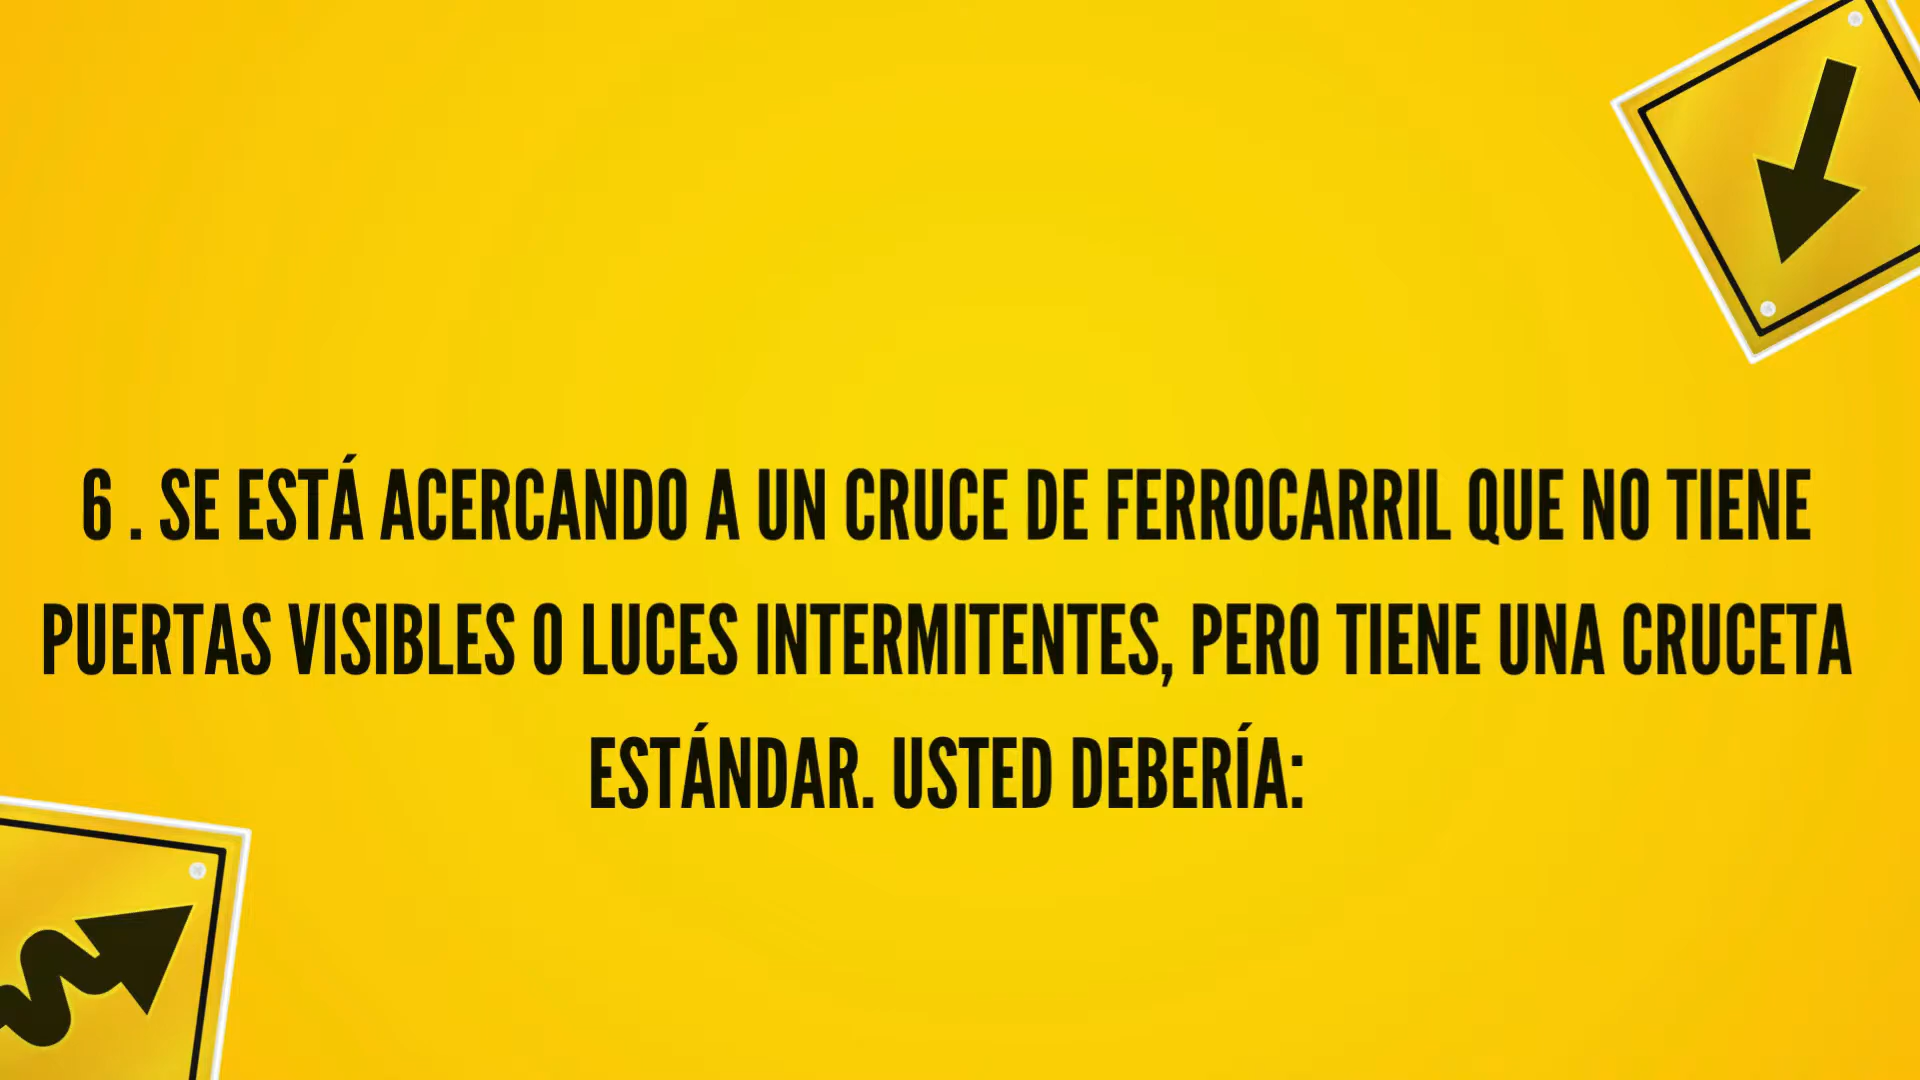 6 . SE ESTÁ ACERCANDO A UN CRUCE DE FERROCARRIL QUE NO TIENE
PUERTAS VISIBLES O LUCES INTERMITENTES, PERO TIENE UNA CRUCETA
ESTÁNDAR. USTED DEBERÍA: